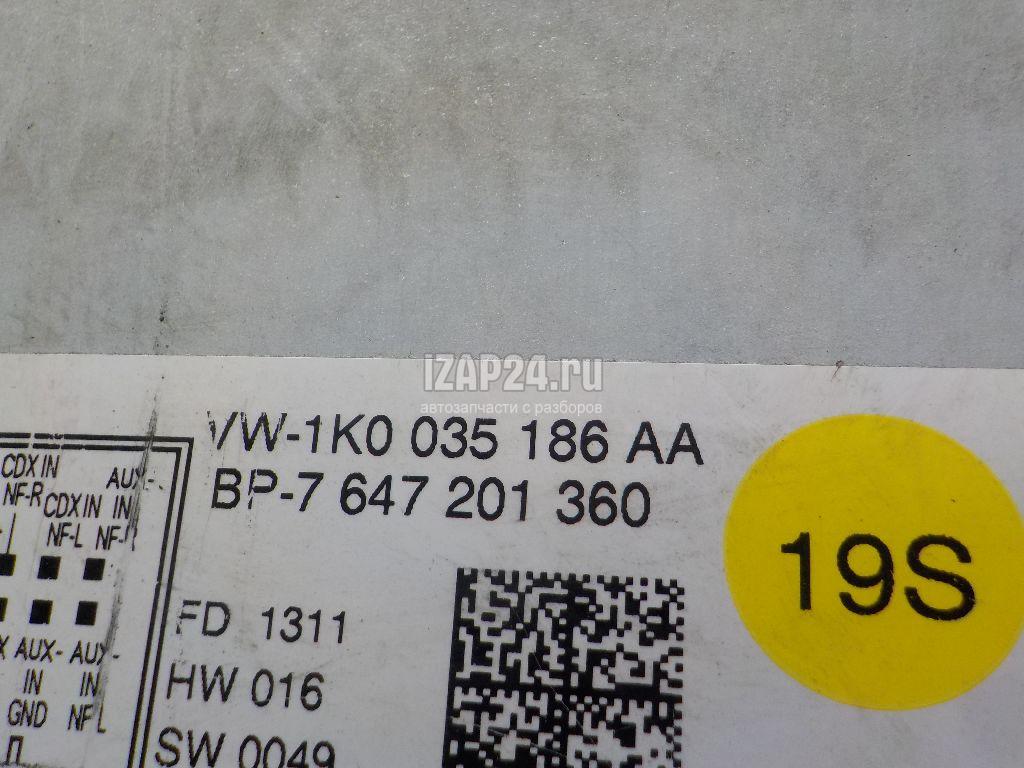 iZAP24.ru
автозапчасти с разборов
VW-1K0 035 186 AA
BP-7 647 201 360
CDX IN AUX-
NF-R CDX IN IN
NF-L NF-
19S
FD 1311
HW 016
SW 0049
AUX- AUX-
IN IN
GND NF L